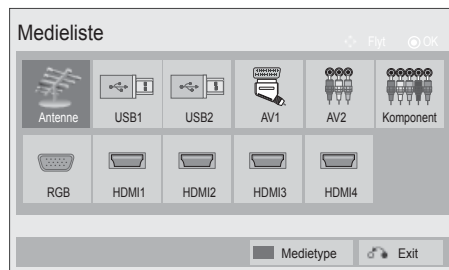 Medieliste
Flyt OK
Antenne USB1 USB2 AV1 AV2 Komponent
RGB HDMI1 HDMI2 HDMI3 HDMI4
Medietype Exit